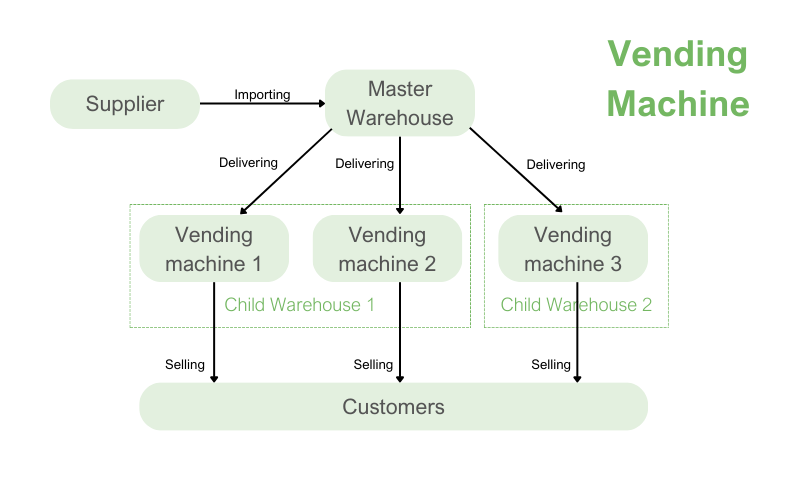 Vending
Machine
Supplier
Importing
Master
Warehouse
Delivering
Delivering
Delivering
Vending
machine 1
Vending
machine 2
Vending
machine 3
Child Warehouse 1
Child Warehouse 2
Selling
Selling
Selling
Customers